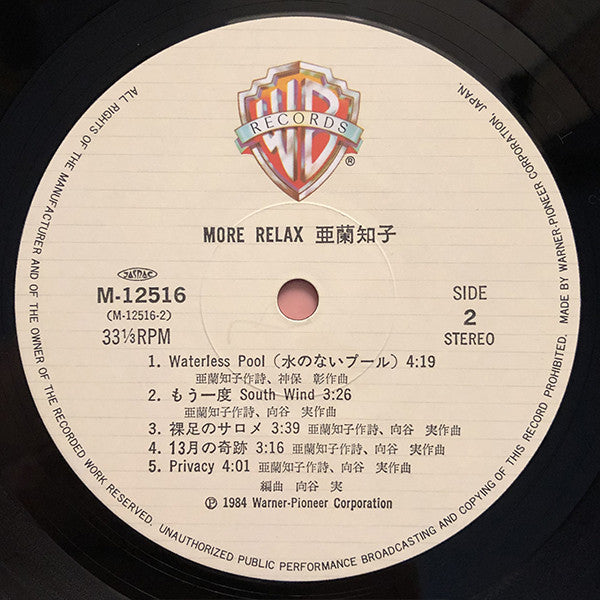 WB
RECORDS
®
MORE RELAX 亜蘭知子
JASRAC
M-12516
(M-12516-2)
33⅓RPM
SIDE
2
STEREO
1. Waterless Pool（水のないプール）4:19
亜蘭知子作詩、神保 彰作曲
2. もう一度 South Wind 3:26
亜蘭知子作詩、向谷 実作曲
3. 裸足のサロメ 3:39 亜蘭知子作詩、向谷 実作曲
4. 13月の奇跡 3:16 亜蘭知子作詩、向谷 実作曲
5. Privacy 4:01 亜蘭知子作詩、向谷 実作曲
編曲 向谷 実
Ⓟ 1984 Warner-Pioneer Corporation
ALL RIGHTS OF THE MANUFACTURER AND OF THE OWNER OF THE RECORDED WORK RESERVED. UNAUTHORIZED PUBLIC PERFORMANCE BROADCASTING AND COPYING OF THIS RECORD PROHIBITED. MADE BY WARNER-PIONEER CORPORATION, JAPAN.